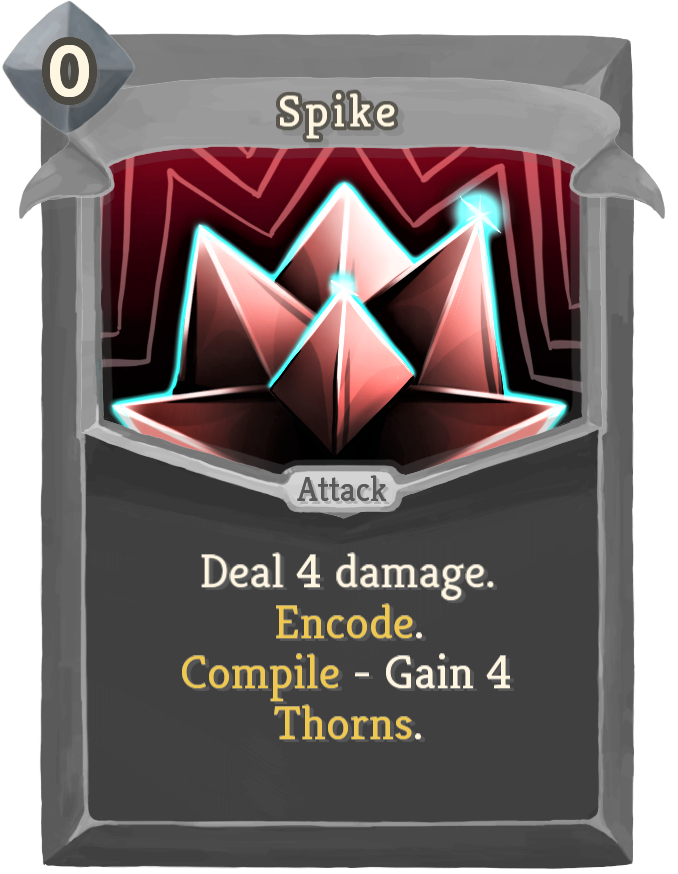 0
Spike
Attack
Deal 4 damage.
Encode.
Compile - Gain 4
Thorns.